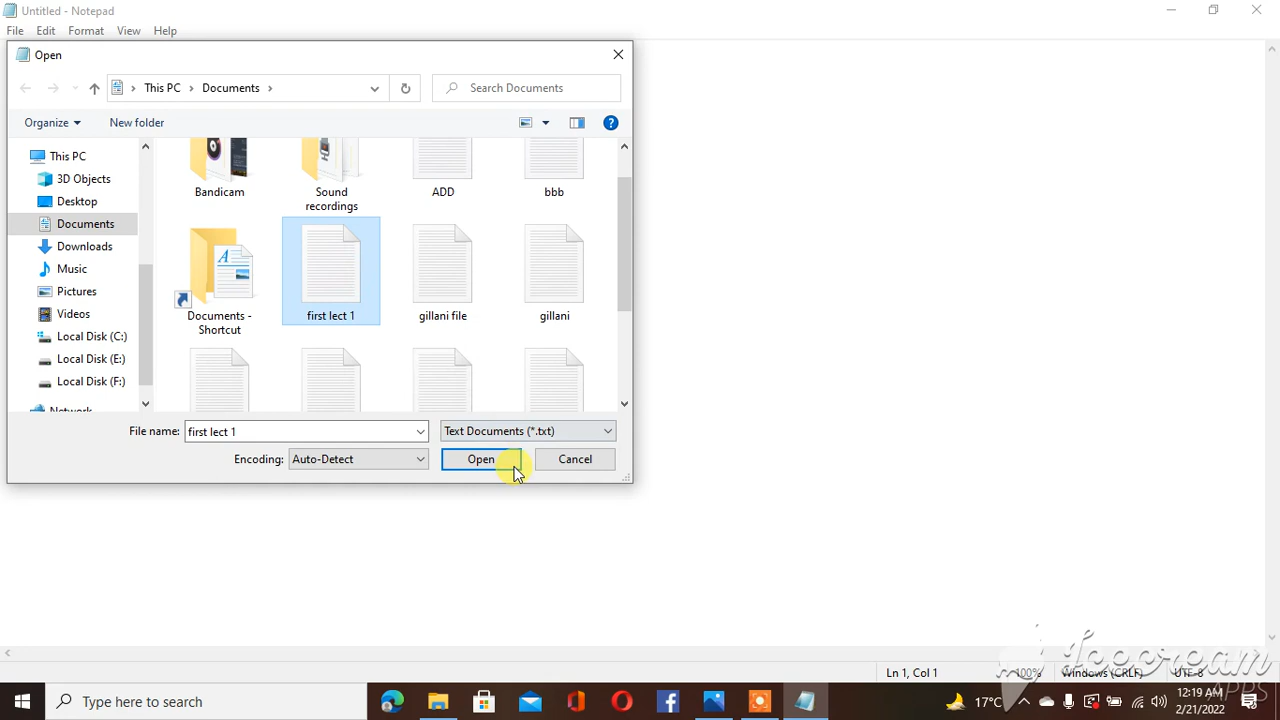 Untitled - Notepad
File Edit Format View Help
Open
This PC Documents
Search Documents
Organize New folder
This PC
3D Objects
Desktop
Documents
Downloads
Music
Pictures
Videos
Local Disk (C:)
Local Disk (E:)
Local Disk (F:)
Network
Bandicam
Sound
recordings
ADD
bbb
Documents -
Shortcut
first lect 1
gillani file
gillani
File name: first lect 1 Text Documents (*.txt)
Encoding: Auto-Detect Open Cancel
Ln 1, Col 1 100% Windows (CRLF) UTF-8
APPS
Type here to search
17°C
12:19 AM
2/21/2022